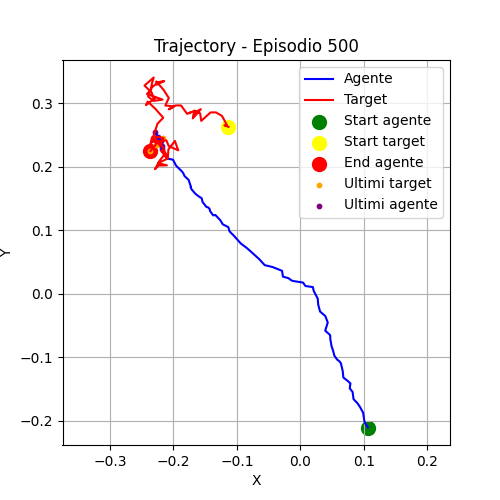 Trajectory - Episodio 500
Agente
Target
Start agente
Start target
End agente
Ultimi target
Ultimi agente
0.3
0.2
0.1
0.0
−0.1
−0.2
Y
−0.3
−0.2
−0.1
0.0
0.1
0.2
X